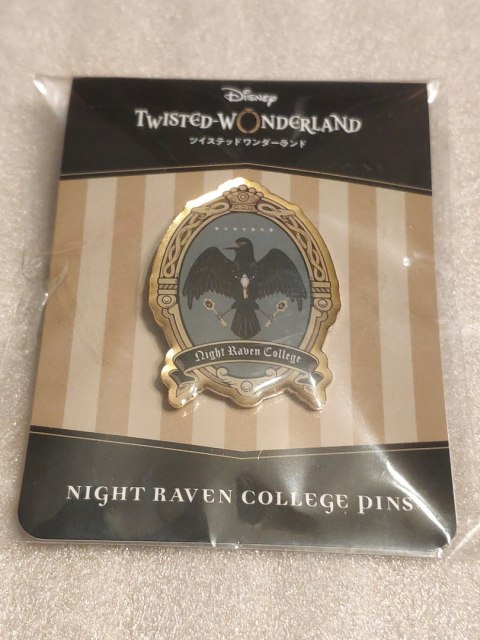 Disney
TWISTED-WONDERLAND
ツイステッドワンダーランド
Night Raven College
NIGHT RAVEN COLLEGE PINS